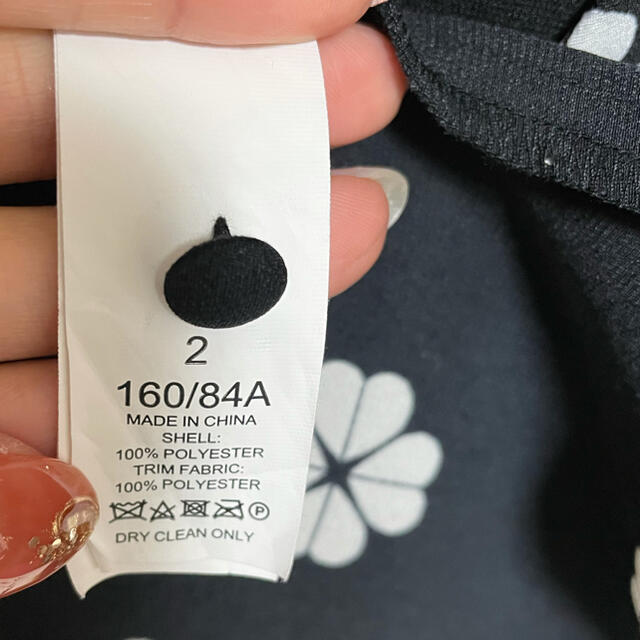 2
160/84A
MADE IN CHINA
SHELL:
100% POLYESTER
TRIM FABRIC:
100% POLYESTER
P
DRY CLEAN ONLY